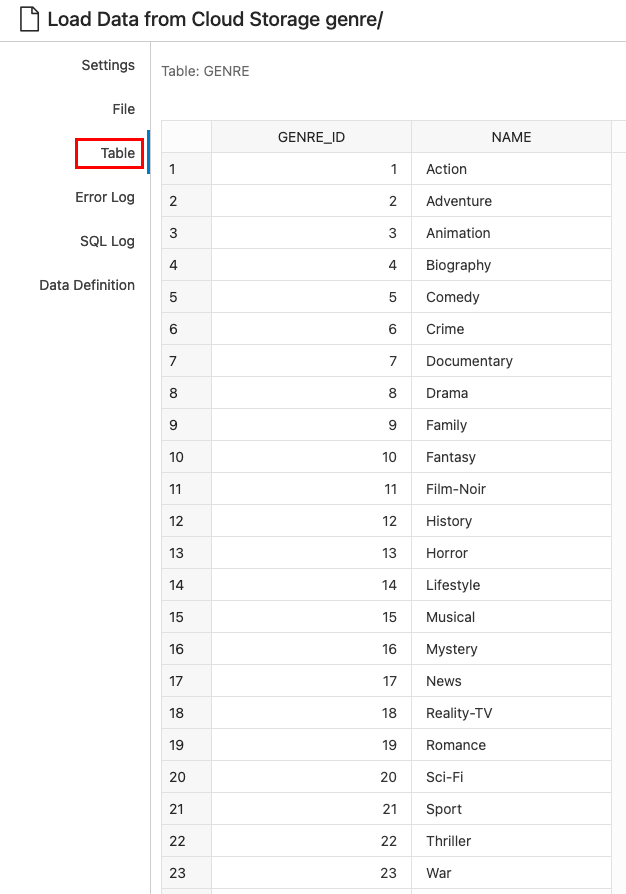 Load Data from Cloud Storage genre/
Settings
File
Table
Error Log
SQL Log
Data Definition
Table: GENRE
GENRE_ID NAME
1 1 Action
2 2 Adventure
3 3 Animation
4 4 Biography
5 5 Comedy
6 6 Crime
7 7 Documentary
8 8 Drama
9 9 Family
10 10 Fantasy
11 11 Film-Noir
12 12 History
13 13 Horror
14 14 Lifestyle
15 15 Musical
16 16 Mystery
17 17 News
18 18 Reality-TV
19 19 Romance
20 20 Sci-Fi
21 21 Sport
22 22 Thriller
23 23 War